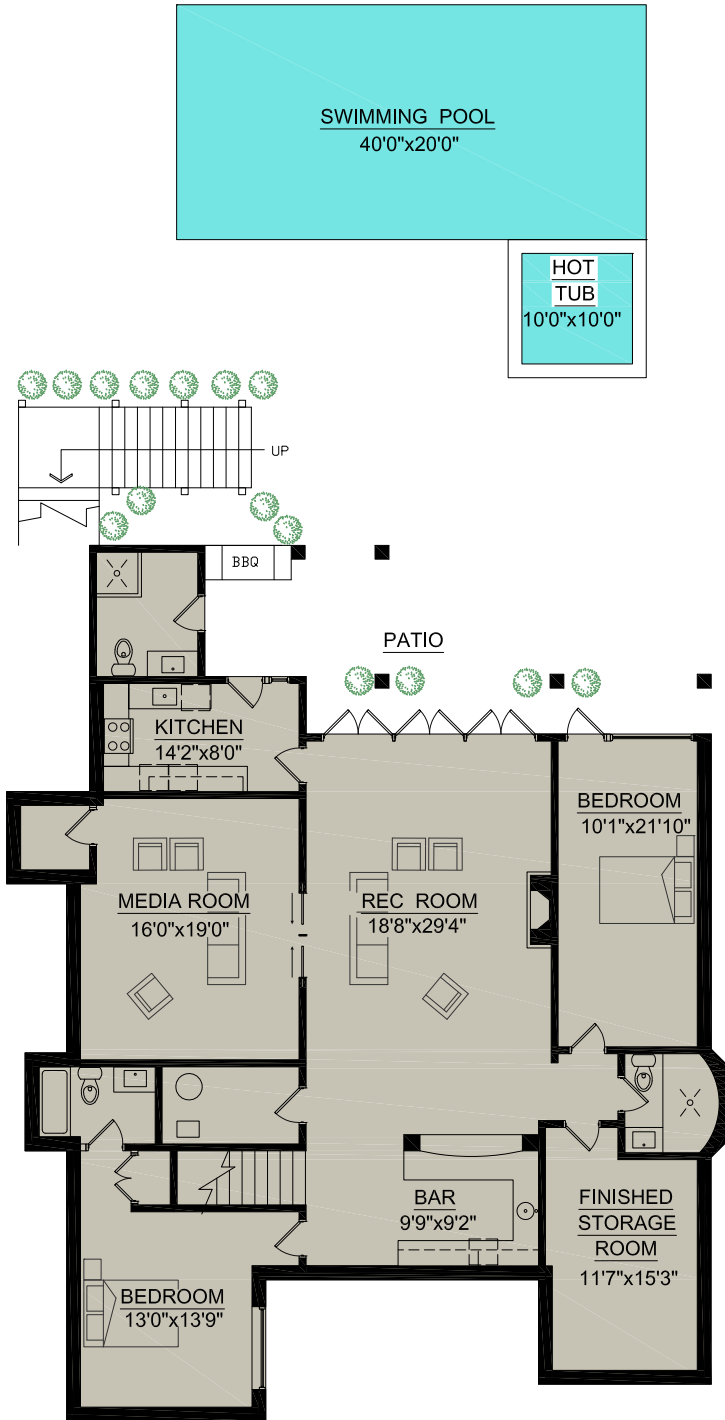 SWIMMING POOL
40'0"x20'0"
HOT
TUB
10'0"x10'0"
UP
BBQ
PATIO
KITCHEN
14'2"x8'0"
BEDROOM
10'1"x21'10"
MEDIA ROOM
16'0"x19'0"
REC ROOM
18'8"x29'4"
BAR
9'9"x9'2"
FINISHED
STORAGE
ROOM
11'7"x15'3"
BEDROOM
13'0"x13'9"